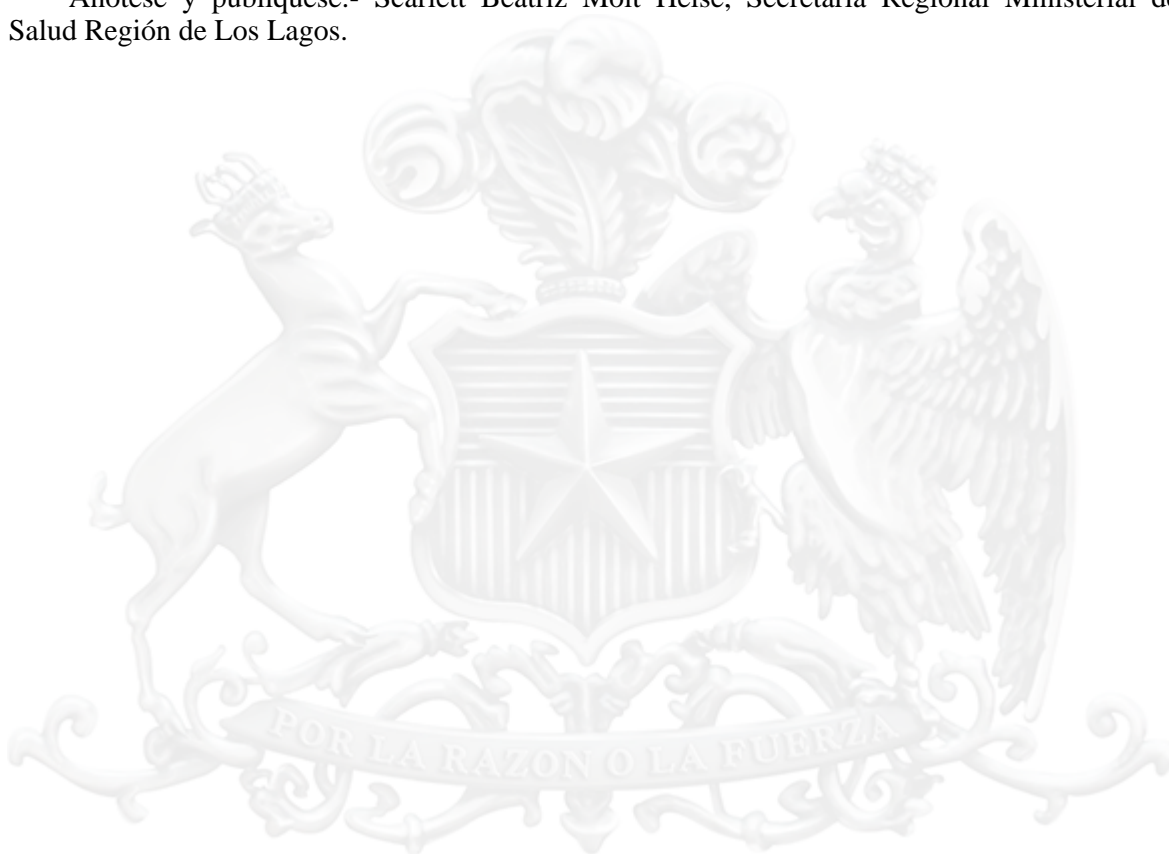 Anótese y publíquese.- Scarlett Beatriz Molt Heise, Secretaria Regional Ministerial de
Salud Región de Los Lagos.
POR LA RAZON O LA FUERZA